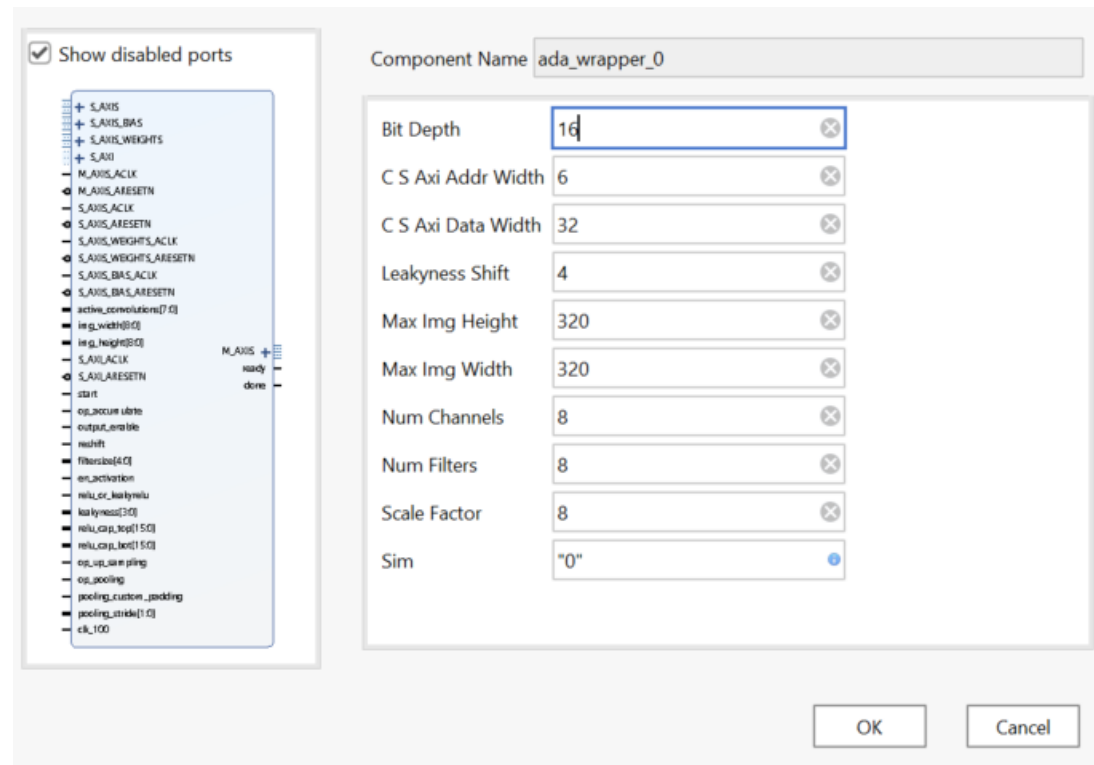 Show disabled ports
+ S_AXIS
+ S_AXIS_BIAS
+ S_AXIS_WEIGHTS
+ S_AXI
M_AXIS_ACLK
M_AXIS_ARESETN
S_AXIS_ACLK
S_AXIS_ARESETN
S_AXIS_WEIGHTS_ACLK
S_AXIS_WEIGHTS_ARESETN
S_AXIS_BIAS_ACLK
S_AXIS_BIAS_ARESETN
active_convolutions[7:0]
img_width[8:0]
img_height[8:0]
S_AXI_ACLK
S_AXI_ARESETN
start
op_accumulate
output_enable
reshift
filtersize[4:0]
en_activation
relu_or_leakyrelu
leakyness[3:0]
relu_cap_top[15:0]
relu_cap_bot[15:0]
op_up_sampling
op_pooling
pooling_custom_padding
pooling_stride[1:0]
clk_100
M_AXIS +
ready
done
Component Name ada_wrapper_0
Bit Depth 16
C S Axi Addr Width 6
C S Axi Data Width 32
Leakyness Shift 4
Max Img Height 320
Max Img Width 320
Num Channels 8
Num Filters 8
Scale Factor 8
Sim "0"
OK Cancel